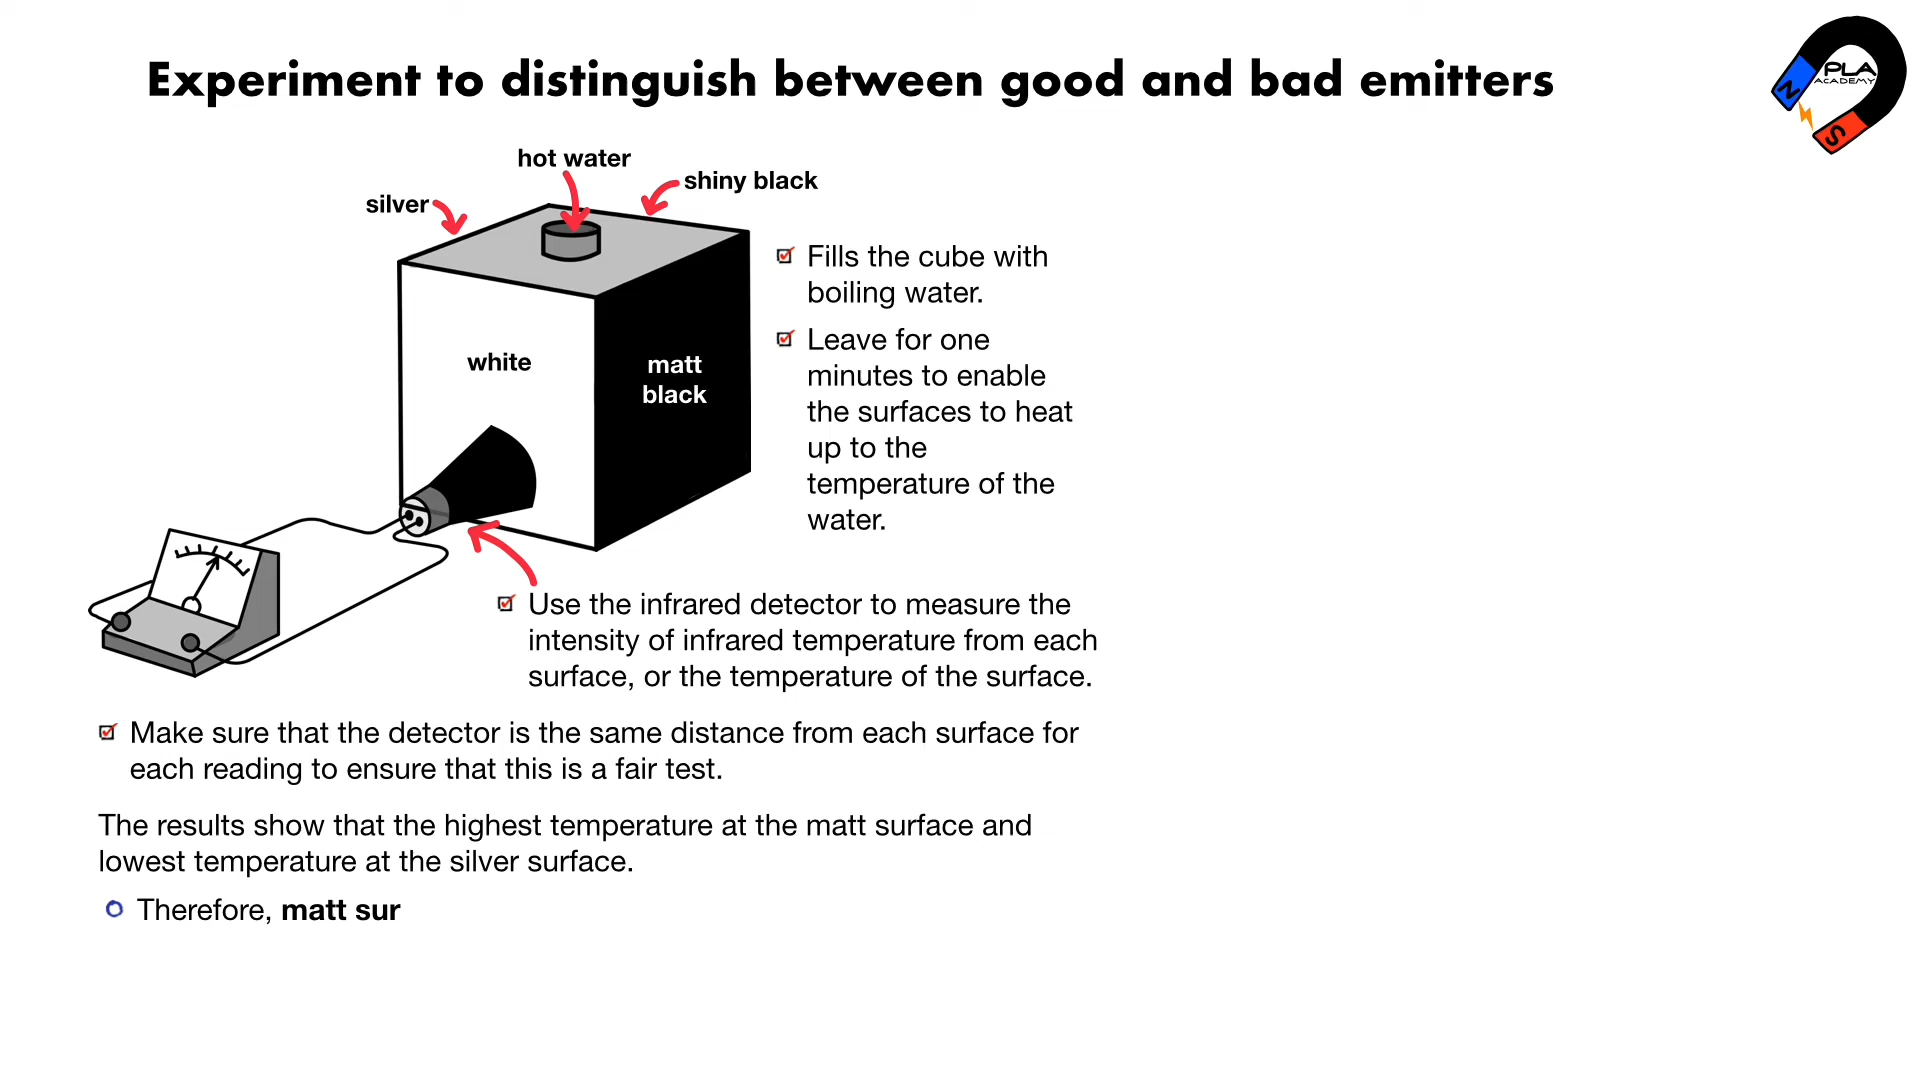 Experiment to distinguish between good and bad emitters
PLA
ACADEMY
N
S
hot water
shiny black
silver
white
matt
black
Fills the cube with
boiling water.
Leave for one
minutes to enable
the surfaces to heat
up to the
temperature of the
water.
Use the infrared detector to measure the
intensity of infrared temperature from each
surface, or the temperature of the surface.
Make sure that the detector is the same distance from each surface for
each reading to ensure that this is a fair test.
The results show that the highest temperature at the matt surface and
lowest temperature at the silver surface.
Therefore, matt sur